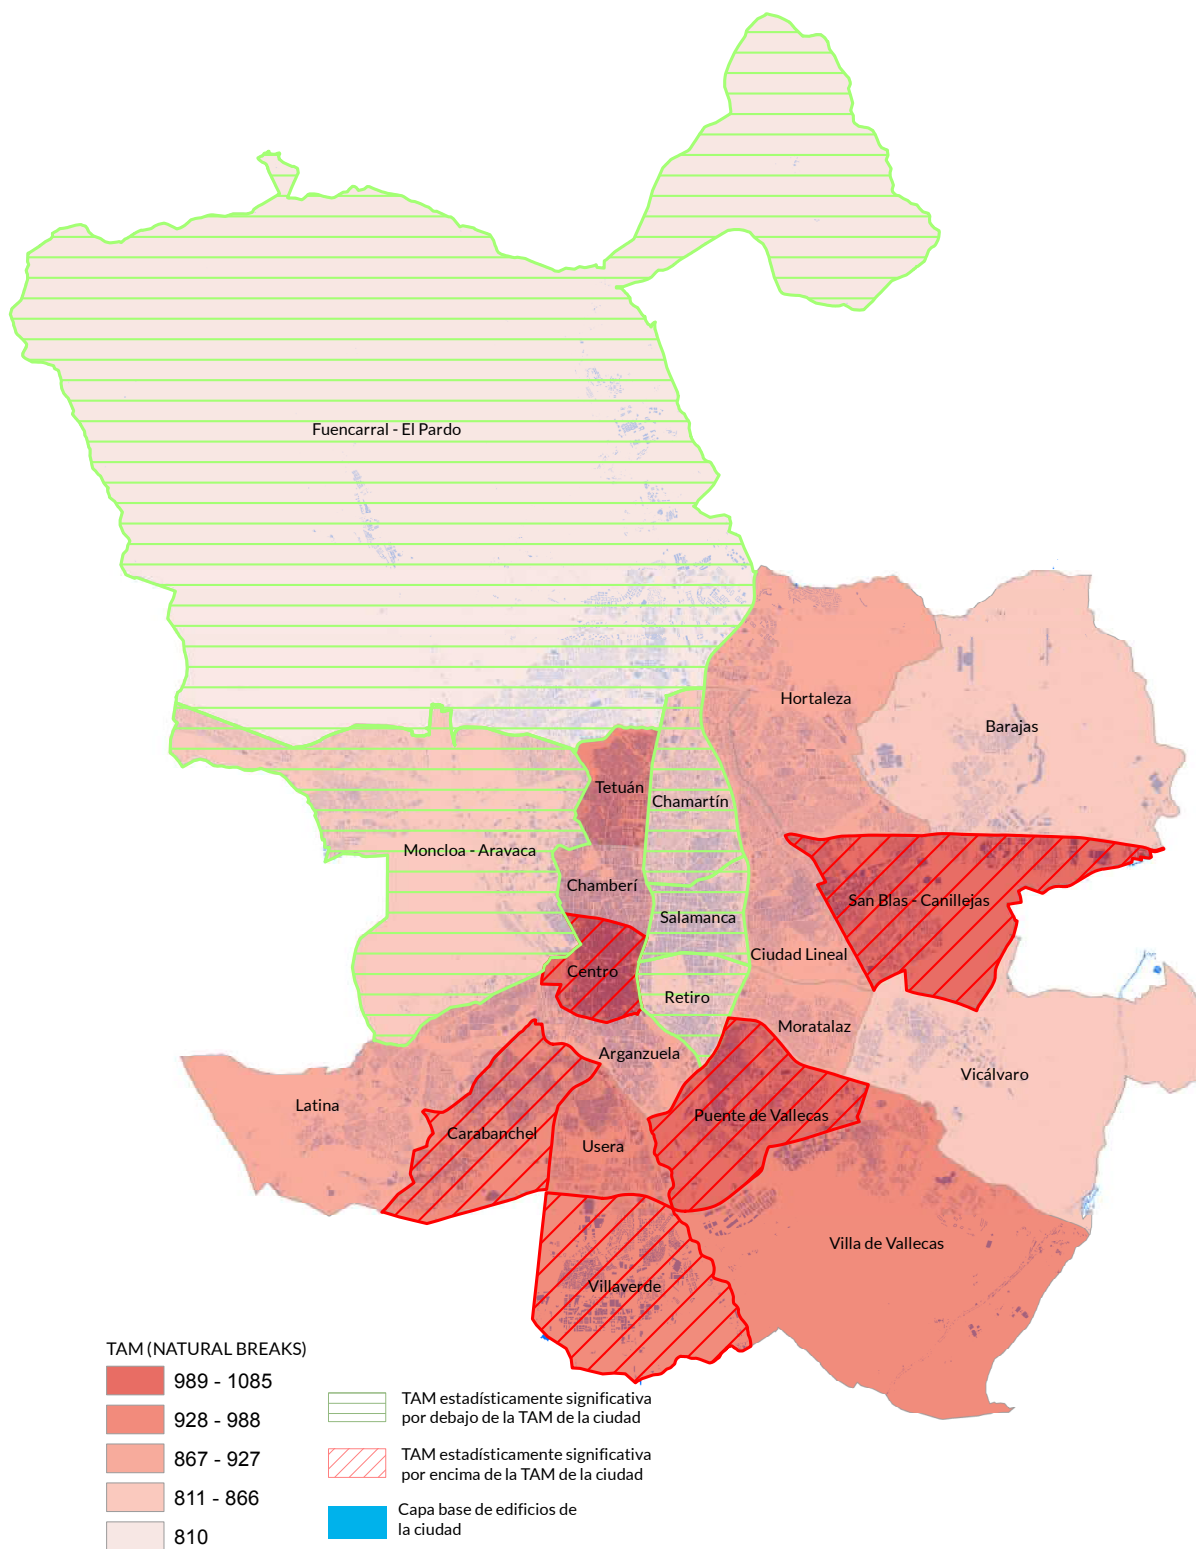 Fuencarral - El Pardo
Hortaleza
Barajas
Tetuán
Chamartín
Moncloa - Aravaca
Chamberí
San Blas - Canillejas
Salamanca
Ciudad Lineal
Centro
Retiro
Moratalaz
Arganzuela
Vicálvaro
Latina
Puente de Vallecas
Carabanchel
Usera
Villa de Vallecas
Villaverde
TAM (NATURAL BREAKS)
989 - 1085
928 - 988
867 - 927
811 - 866
810
TAM estadísticamente significativa
por debajo de la TAM de la ciudad
TAM estadísticamente significativa
por encima de la TAM de la ciudad
Capa base de edificios de
la ciudad